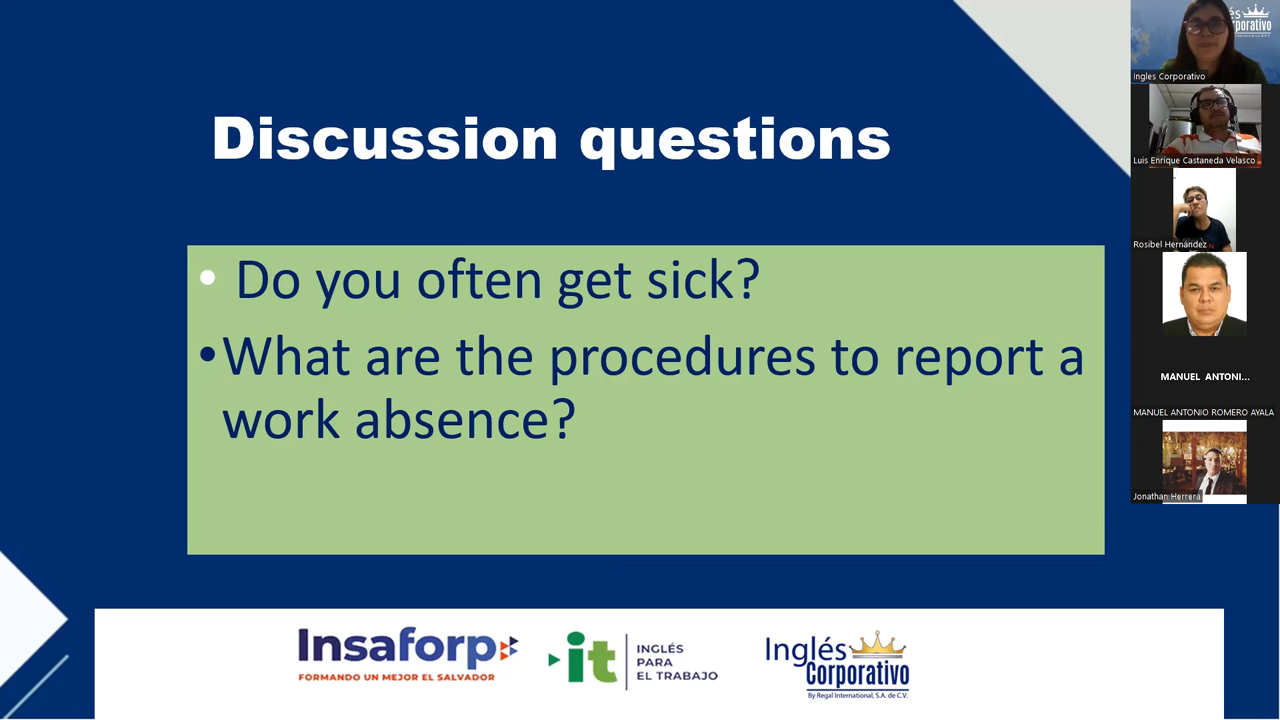 Discussion questions
• Do you often get sick?
•What are the procedures to report a
work absence?
Insaforp
FORMANDO UN MEJOR EL SALVADOR
it
INGLÉS
PARA
EL TRABAJO
Inglés
Corporativo
By Regal International, S.A. de C.V.
és
rporativo
Ingles Corporativo
Luis Enrique Castaneda Velasco
Rosibel Hernández
MANUEL ANTONI...
MANUEL ANTONIO ROMERO AYALA
Jonathan Herrera